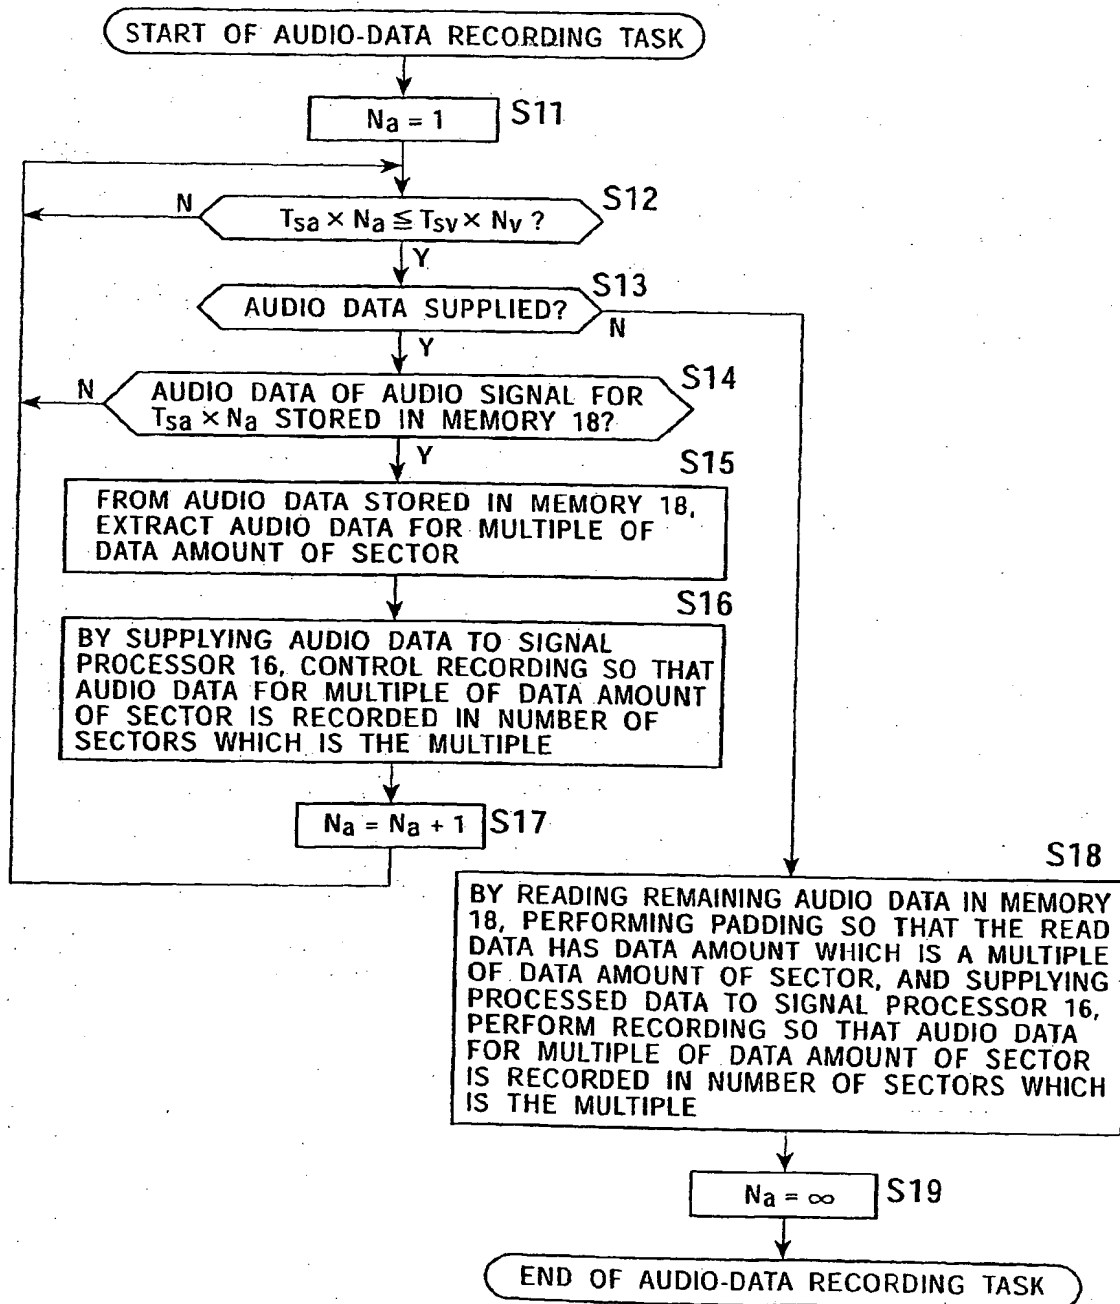 START OF AUDIO-DATA RECORDING TASK
Na = 1
S11
N
S12
Tsa × Na ≦ Tsv × Nv ?
Y
S13
AUDIO DATA SUPPLIED?
N
Y
S14
N
AUDIO DATA OF AUDIO SIGNAL FOR
Tsa × Na STORED IN MEMORY 18?
Y
S15
FROM AUDIO DATA STORED IN MEMORY 18,
EXTRACT AUDIO DATA FOR MULTIPLE OF
DATA AMOUNT OF SECTOR
S16
BY SUPPLYING AUDIO DATA TO SIGNAL
PROCESSOR 16, CONTROL RECORDING SO THAT
AUDIO DATA FOR MULTIPLE OF DATA AMOUNT
OF SECTOR IS RECORDED IN NUMBER OF
SECTORS WHICH IS THE MULTIPLE
Na = Na + 1
S17
S18
BY READING REMAINING AUDIO DATA IN MEMORY
18, PERFORMING PADDING SO THAT THE READ
DATA HAS DATA AMOUNT WHICH IS A MULTIPLE
OF DATA AMOUNT OF SECTOR, AND SUPPLYING
PROCESSED DATA TO SIGNAL PROCESSOR 16,
PERFORM RECORDING SO THAT AUDIO DATA
FOR MULTIPLE OF DATA AMOUNT OF SECTOR
IS RECORDED IN NUMBER OF SECTORS WHICH
IS THE MULTIPLE
Na = ∞
S19
END OF AUDIO-DATA RECORDING TASK